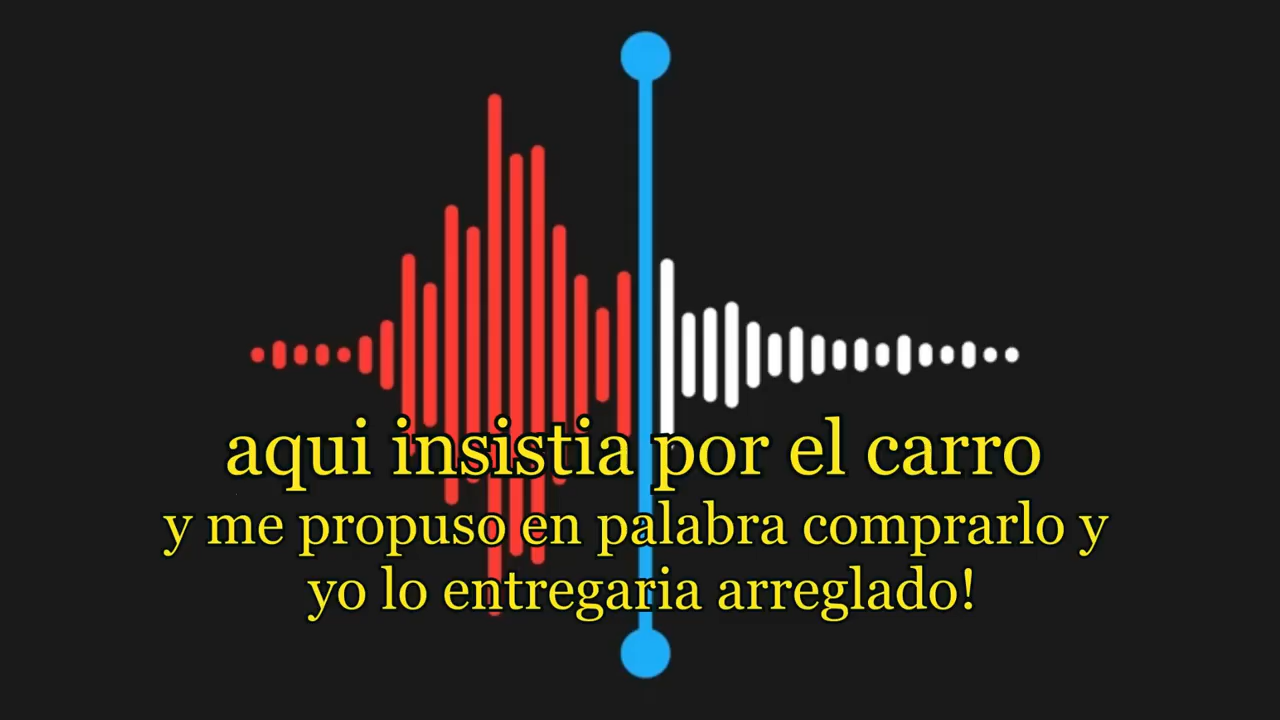 aqui insistia por el carro
y me propuso en palabra comprarlo y
yo lo entregaria arreglado!